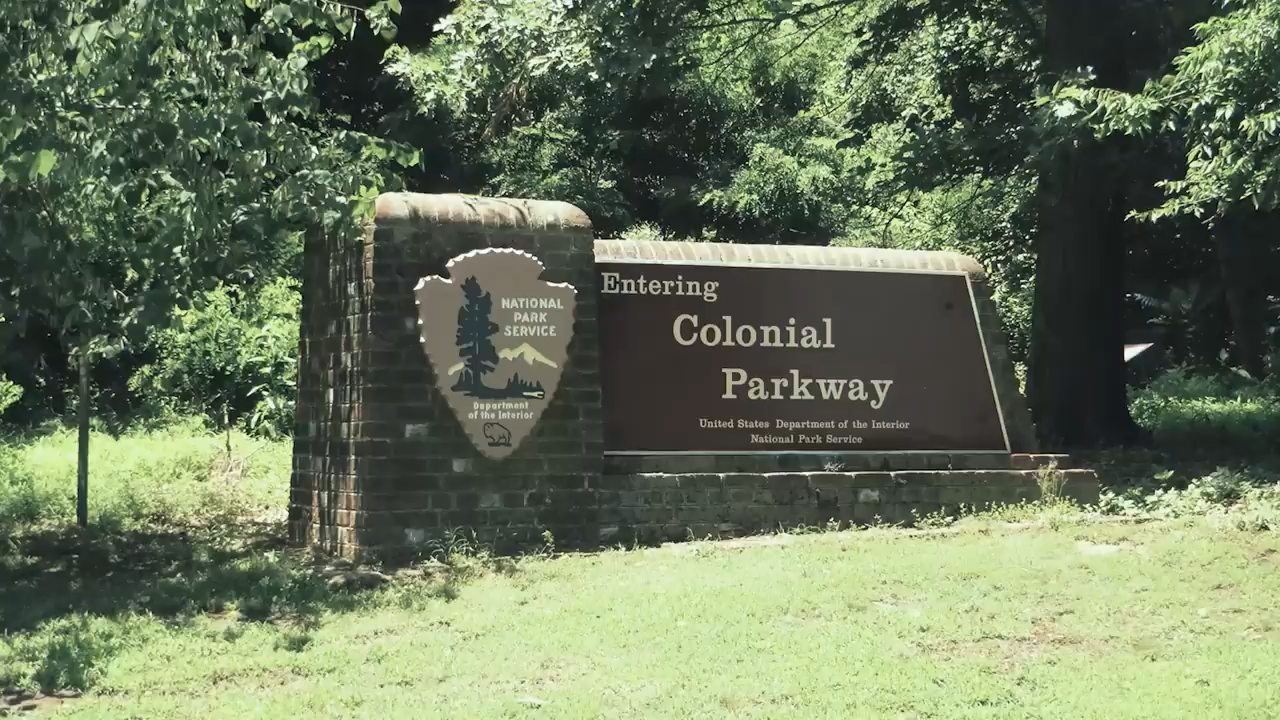 NATIONAL
PARK
SERVICE
Department
of the Interior
Entering
Colonial
Parkway
United States Department of the Interior
National Park Service